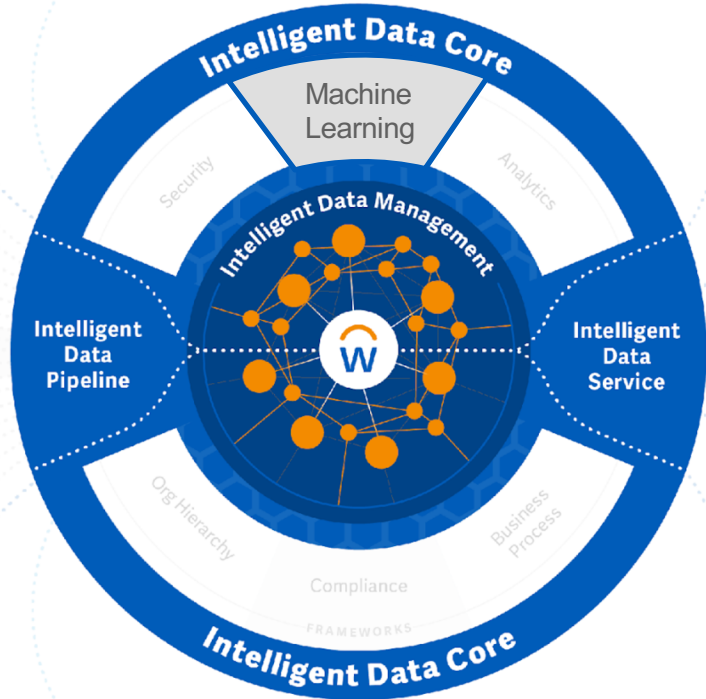 Intelligent Data Core
Machine
Learning
Security
Analytics
Intelligent Data Management
Intelligent
Data
Pipeline
W
Intelligent
Data
Service
Org Hierarchy
Business
Process
Compliance
FRAMEWORKS
Intelligent Data Core